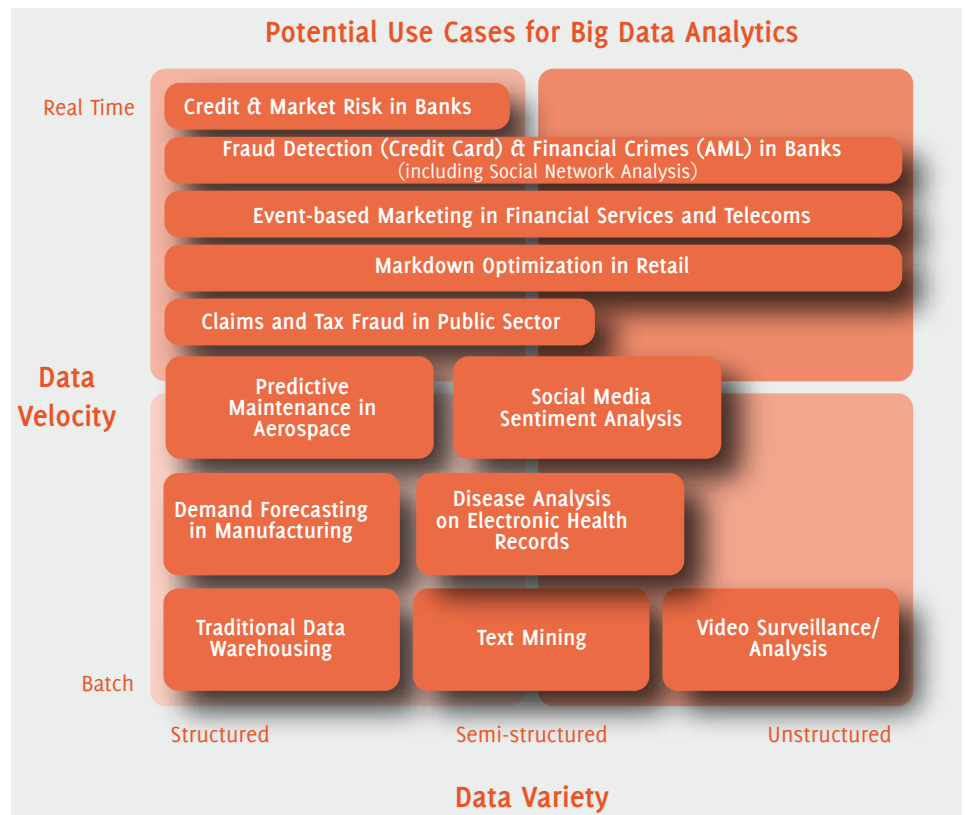 Potential Use Cases for Big Data Analytics
Real Time
Credit & Market Risk in Banks
Fraud Detection (Credit Card) & Financial Crimes (AML) in Banks
(including Social Network Analysis)
Event-based Marketing in Financial Services and Telecoms
Markdown Optimization in Retail
Claims and Tax Fraud in Public Sector
Data
Velocity
Predictive
Maintenance in
Aerospace
Social Media
Sentiment Analysis
Demand Forecasting
in Manufacturing
Disease Analysis
on Electronic Health
Records
Traditional Data
Warehousing
Text Mining
Video Surveillance/
Analysis
Batch
Structured
Semi-structured
Unstructured
Data Variety